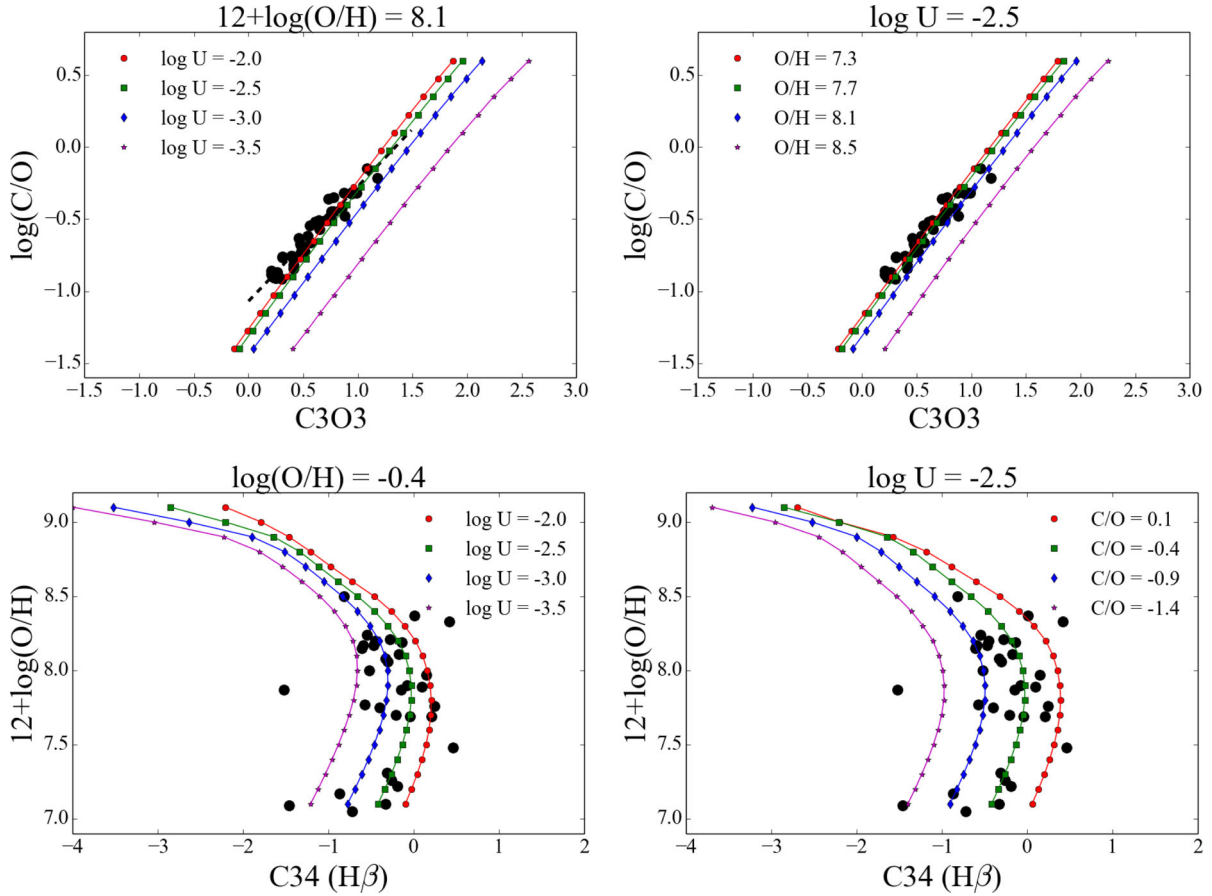 12+log(O/H) = 8.1
log U = -2.0
log U = -2.5
log U = -3.0
log U = -3.5
log(C/O)
0.5
0.0
−0.5
−1.0
−1.5
−1.5 −1.0 −0.5 0.0 0.5 1.0 1.5 2.0 2.5 3.0
C3O3
log U = -2.5
O/H = 7.3
O/H = 7.7
O/H = 8.1
O/H = 8.5
log(C/O)
0.5
0.0
−0.5
−1.0
−1.5
−1.5 −1.0 −0.5 0.0 0.5 1.0 1.5 2.0 2.5 3.0
C3O3
log(O/H) = -0.4
log U = -2.0
log U = -2.5
log U = -3.0
log U = -3.5
12+log(O/H)
9.0
8.5
8.0
7.5
7.0
−4 −3 −2 −1 0 1 2
C34 (Hβ)
log U = -2.5
C/O = 0.1
C/O = -0.4
C/O = -0.9
C/O = -1.4
12+log(O/H)
9.0
8.5
8.0
7.5
7.0
−4 −3 −2 −1 0 1 2
C34 (Hβ)